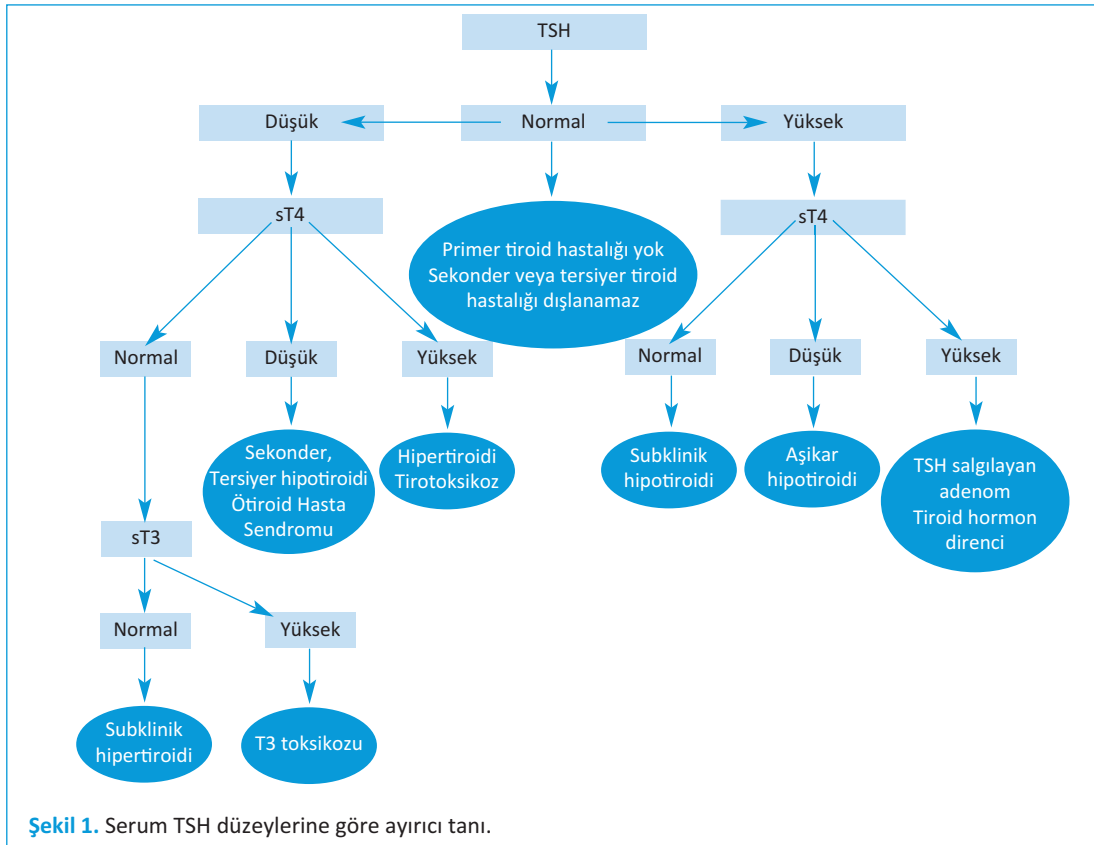 TSH
Düşük
Normal
Yüksek
sT4
Primer tiroid hastalığı yok
Sekonder veya tersiyer tiroid
hastalığı dışlanamaz
sT4
Normal
Düşük
Yüksek
Normal
Düşük
Yüksek
Sekonder,
Tersiyer hipotiroidi
Ötiroid Hasta
Sendromu
Hipertiroidi
Tirotoksikoz
Subklinik
hipotiroidi
Aşikar
hipotiroidi
TSH salgılayan
adenom
Tiroid hormon
direnci
sT3
Normal
Yüksek
Subklinik
hipertiroidi
T3 toksikozu
Şekil 1. Serum TSH düzeylerine göre ayırıcı tanı.